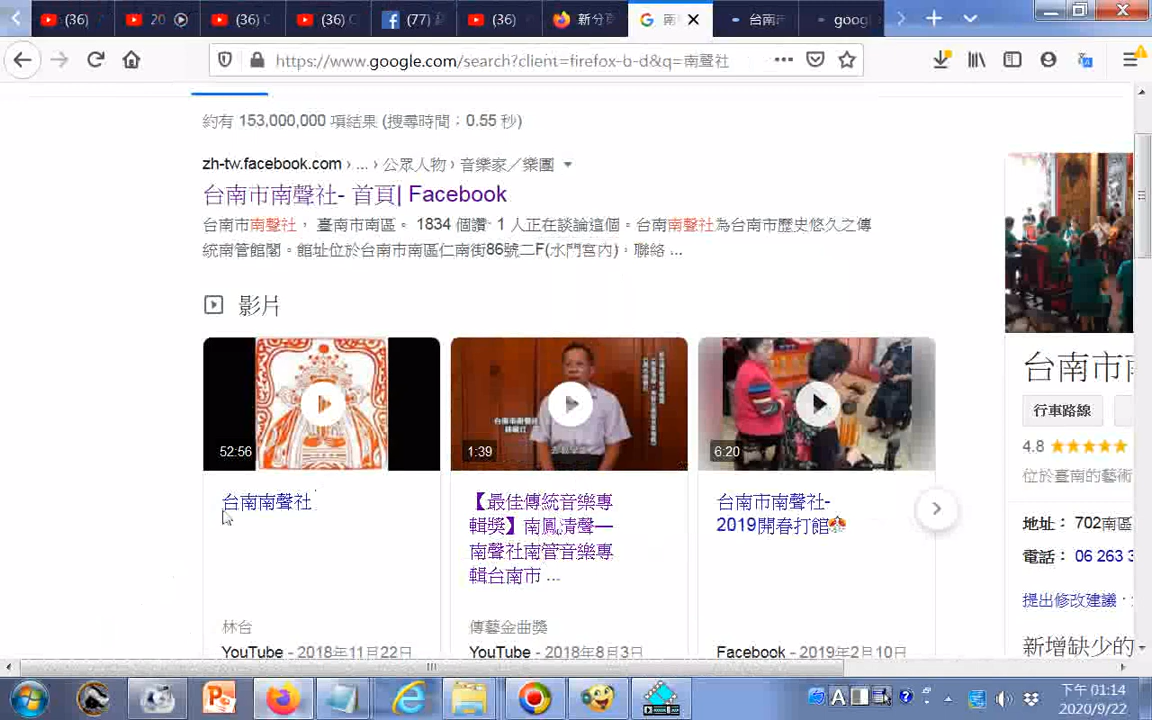 (36)
20
(36) C
(36) C
(77)
(36)
新分
南
台南
goog
https://www.google.com/search?client=firefox-b-d&q=南聲社
約有 153,000,000 項結果 (搜尋時間：0.55 秒)
zh-tw.facebook.com › ... › 公眾人物 › 音樂家／樂團
台南市南聲社- 首頁| Facebook
台南市南聲社， 臺南市南區。 1834 個讚· 1 人正在談論這個。台南南聲社為台南市歷史悠久之傳
統南管館閣。館址位於台南市南區仁南街86號二F(水門宮內)，聯絡 ...
影片
52:56
1:39
6:20
台南南聲社
【最佳傳統音樂專
輯獎】南鳳清聲—
南聲社南管音樂專
輯台南市 ...
台南市南聲社-
2019開春打館
林台
YouTube - 2018年11月22日
傳藝金曲獎
YouTube - 2018年8月3日
Facebook - 2019年2月10日
台南市南
行車路線
4.8
位於臺南的藝術
地址： 702南區
電話： 06 263 3
提出修改建議 ·
新增缺少的
下午 01:14
2020/9/22